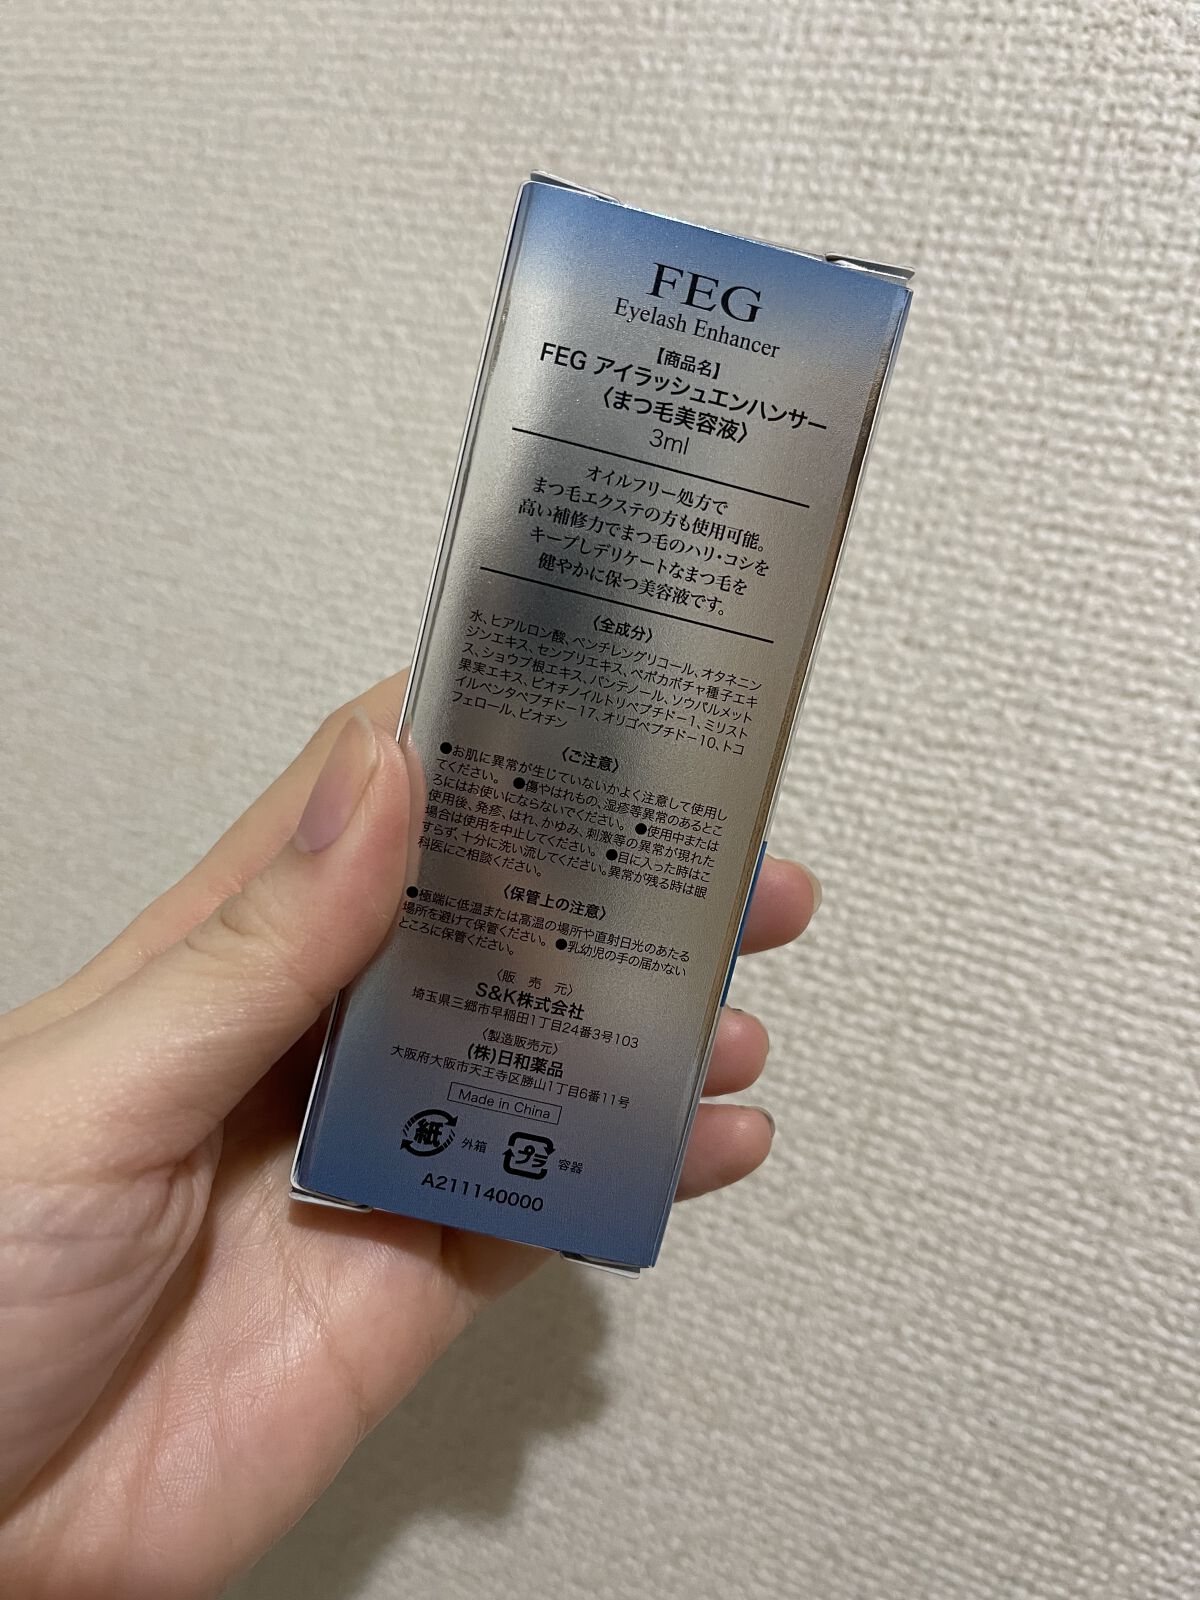 FEG
Eyelash Enhancer
【商品名】
FEG アイラッシュエンハンサー
〈まつ毛美容液〉
3ml
オイルフリー処方で
まつ毛エクステの方も使用可能。
高い補修力でまつ毛のハリ・コシを
キープしデリケートなまつ毛を
健やかに保つ美容液です。
〈全成分〉
水、ヒアルロン酸、ペンチレングリコール、オタネニン
ジンエキス、センブリエキス、ペポカボチャ種子エキ
ス、ショウブ根エキス、パンテノール、ソウパルメット
果実エキス、ビオチノイルトリペプチド-1、ミリスト
イルペンタペプチド-17、オリゴペプチド-10、トコ
フェロール、ビオチン
〈ご注意〉
●お肌に異常が生じていないかよく注意して使用し
てください。 ●傷やはれもの、湿疹等異常のあるとこ
ろにはお使いにならないでください。 ●使用中または
使用後、発疹、はれ、かゆみ、刺激等の異常が現れた
場合は使用を中止してください。 ●目に入った時はこ
すらず、十分に洗い流してください。異常が残る時は眼
科医にご相談ください。
〈保管上の注意〉
●極端に低温または高温の場所や直射日光のあたる
場所を避けて保管ください。 ●乳幼児の手の届かない
ところに保管ください。
〈販 売 元〉
S&K株式会社
埼玉県三郷市早稲田1丁目24番3号103
〈製造販売元〉
(株)日和薬品
大阪府大阪市天王寺区勝山1丁目6番11号
Made in China
紙 外箱 プラ 容器
A211140000